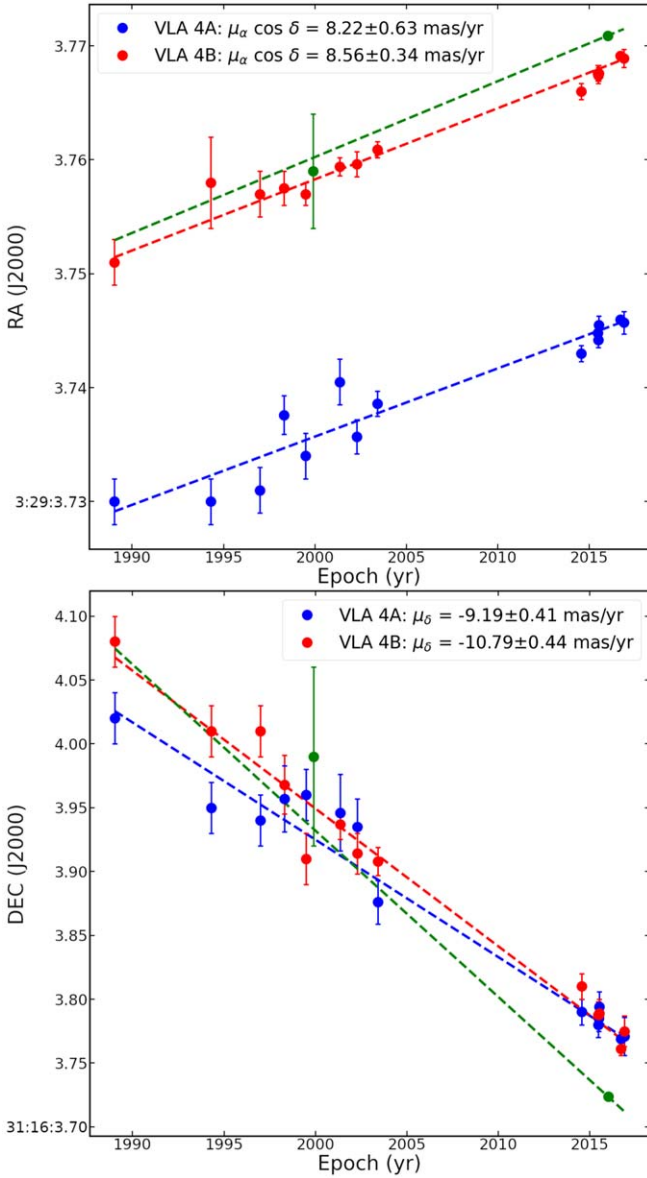 VLA 4A: μα cos δ = 8.22±0.63 mas/yr
VLA 4B: μα cos δ = 8.56±0.34 mas/yr
3.77
3.76
3.75
3.74
3:29:3.73
RA (J2000)
1990 1995 2000 2005 2010 2015
Epoch (yr)
VLA 4A: μδ = -9.19±0.41 mas/yr
VLA 4B: μδ = -10.79±0.44 mas/yr
4.10
4.05
4.00
3.95
3.90
3.85
3.80
3.75
31:16:3.70
DEC (J2000)
1990 1995 2000 2005 2010 2015
Epoch (yr)